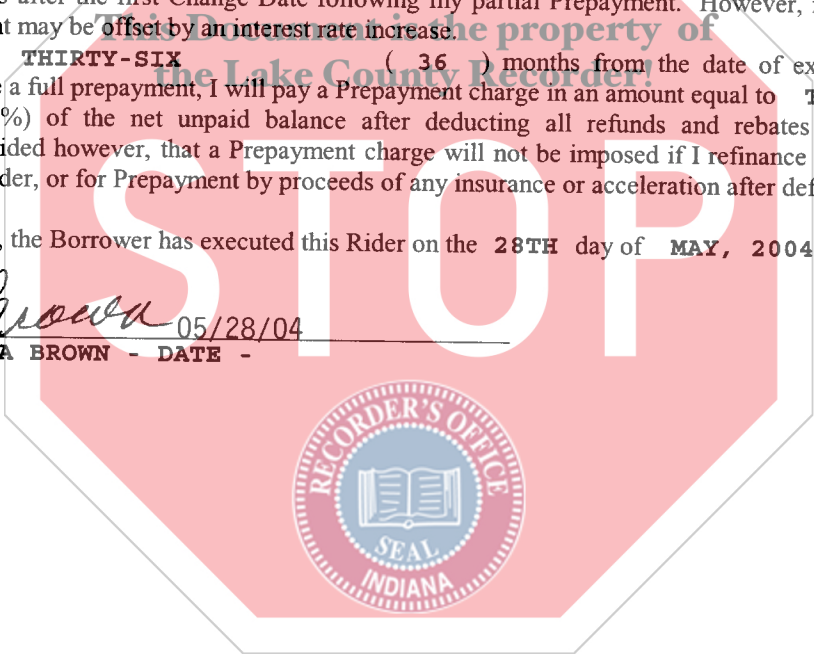 after the first Change Date following my partial Prepayment. However,
t may be offset by an interest rate increase.
This Document is the property of
the Lake County Recorder!
THIRTY-SIX ( 36 ) months from the date of ex
a full prepayment, I will pay a Prepayment charge in an amount equal to T
%) of the net unpaid balance after deducting all refunds and rebates
ided however, that a Prepayment charge will not be imposed if I refinance
der, or for Prepayment by proceeds of any insurance or acceleration after def
, the Borrower has executed this Rider on the 28TH day of MAY, 2004
STOP
Brown 05/28/04
A BROWN - DATE -
RECORDER'S OFFICE
SEAL
INDIANA